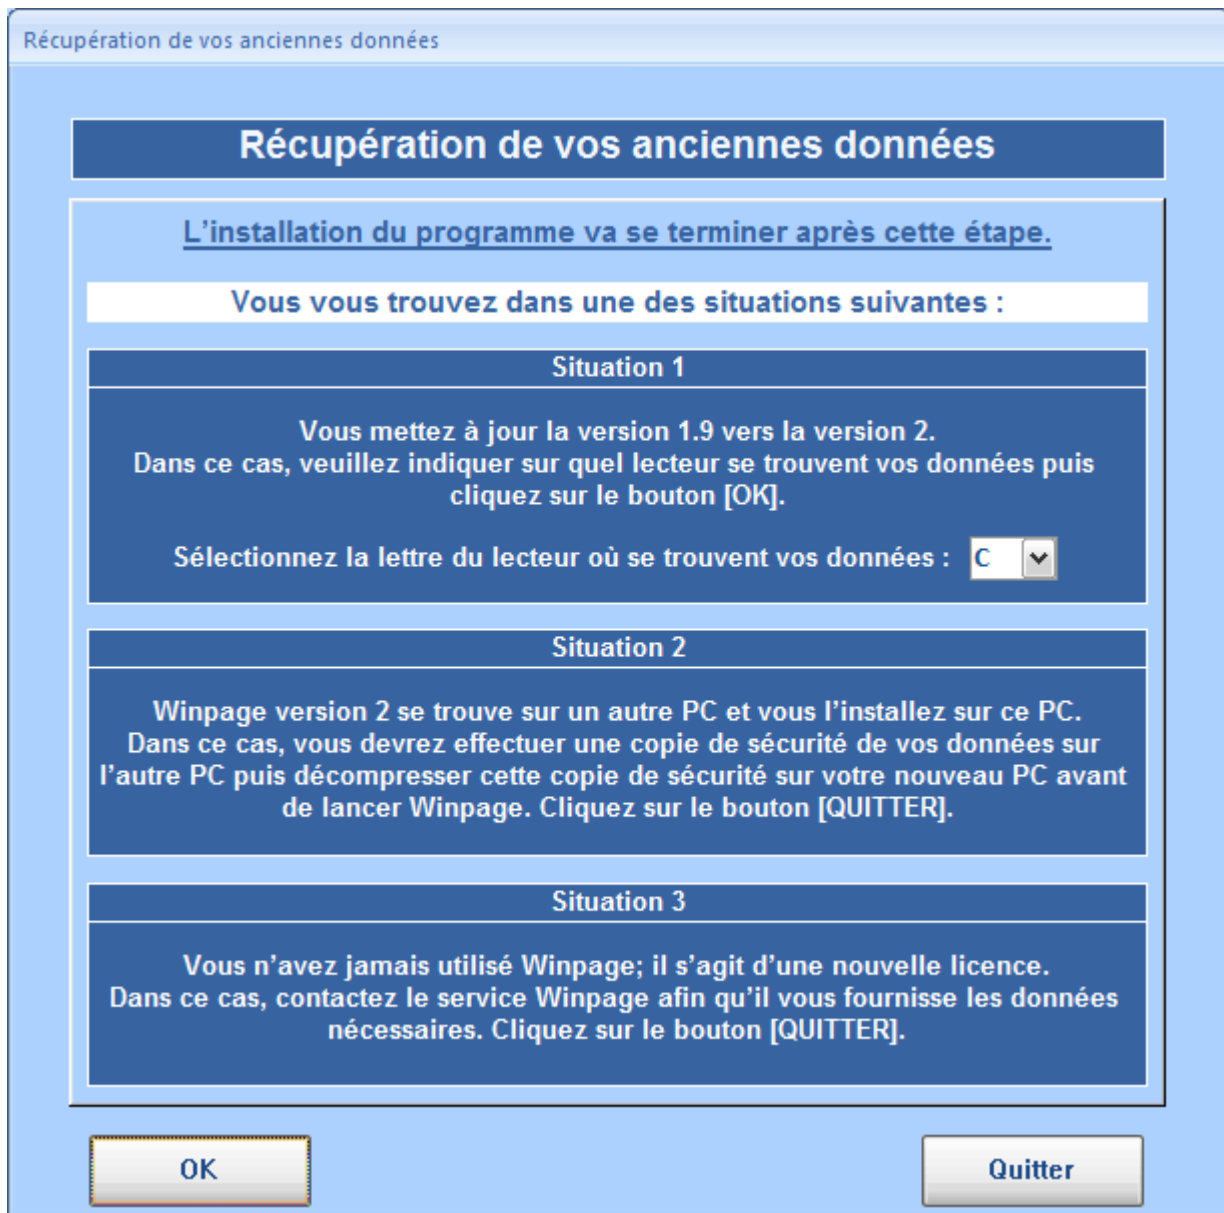 Récupération de vos anciennes données
Récupération de vos anciennes données
L’installation du programme va se terminer après cette étape.
Vous vous trouvez dans une des situations suivantes :
Situation 1
Vous mettez à jour la version 1.9 vers la version 2.
Dans ce cas, veuillez indiquer sur quel lecteur se trouvent vos données puis
cliquez sur le bouton [OK].
Sélectionnez la lettre du lecteur où se trouvent vos données : C
Situation 2
Winpage version 2 se trouve sur un autre PC et vous l’installez sur ce PC.
Dans ce cas, vous devrez effectuer une copie de sécurité de vos données sur
l’autre PC puis décompresser cette copie de sécurité sur votre nouveau PC avant
de lancer Winpage. Cliquez sur le bouton [QUITTER].
Situation 3
Vous n’avez jamais utilisé Winpage; il s’agit d’une nouvelle licence.
Dans ce cas, contactez le service Winpage afin qu’il vous fournisse les données
nécessaires. Cliquez sur le bouton [QUITTER].
OK
Quitter